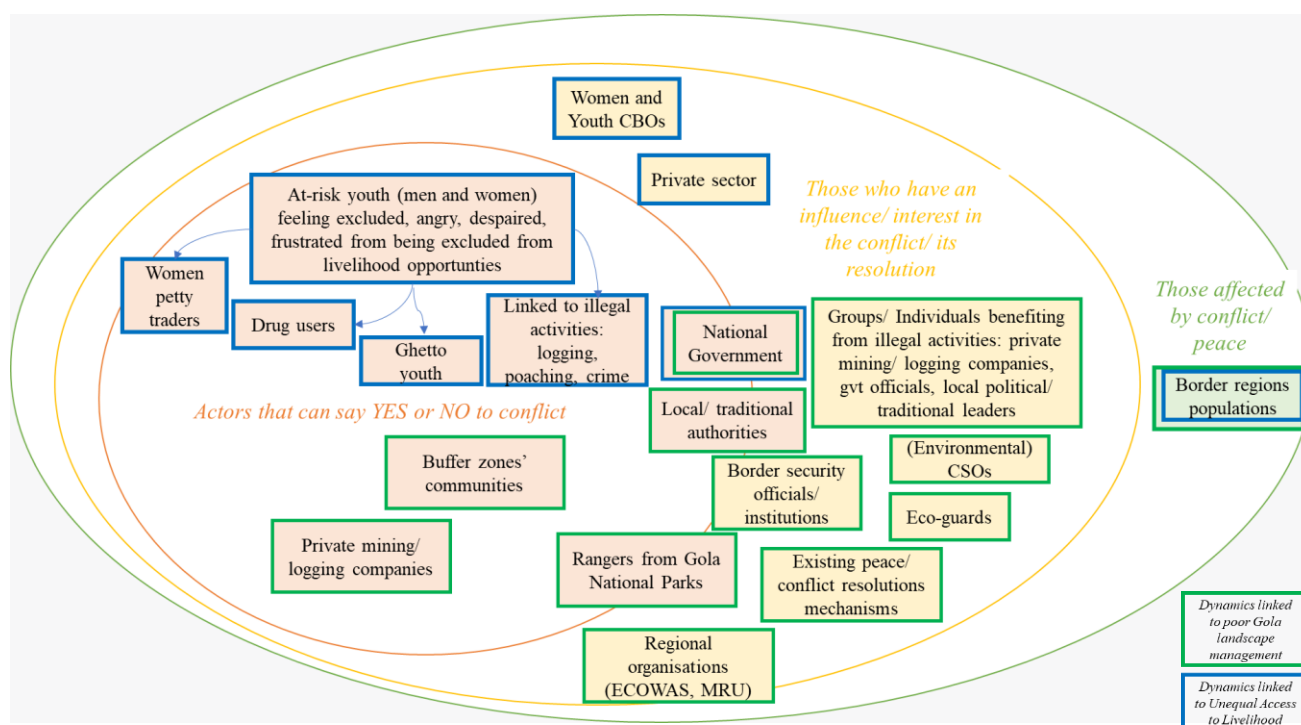 Women and
Youth CBOs
Private sector
At-risk youth (men and women)
feeling excluded, angry, despaired,
frustrated from being excluded from
livelihood opportunties
Those who have an
influence/ interest in
the conflict/ its
resolution
Women
petty
traders
Drug users
Ghetto
youth
Linked to illegal
activities:
logging,
poaching, crime
National
Government
Groups/ Individuals benefiting
from illegal activities: private
mining/ logging companies,
gvt officials, local political/
traditional leaders
Those affected
by conflict/
peace
Border regions
populations
Actors that can say YES or NO to conflict
Local/ traditional
authorities
Buffer zones’
communities
Border security
officials/
institutions
(Environmental)
CSOs
Eco-guards
Private mining/
logging companies
Rangers from Gola
National Parks
Existing peace/
conflict resolutions
mechanisms
Regional
organisations
(ECOWAS, MRU)
Dynamics linked
to poor Gola
landscape
management
Dynamics linked
to Unequal Access
to Livelihood